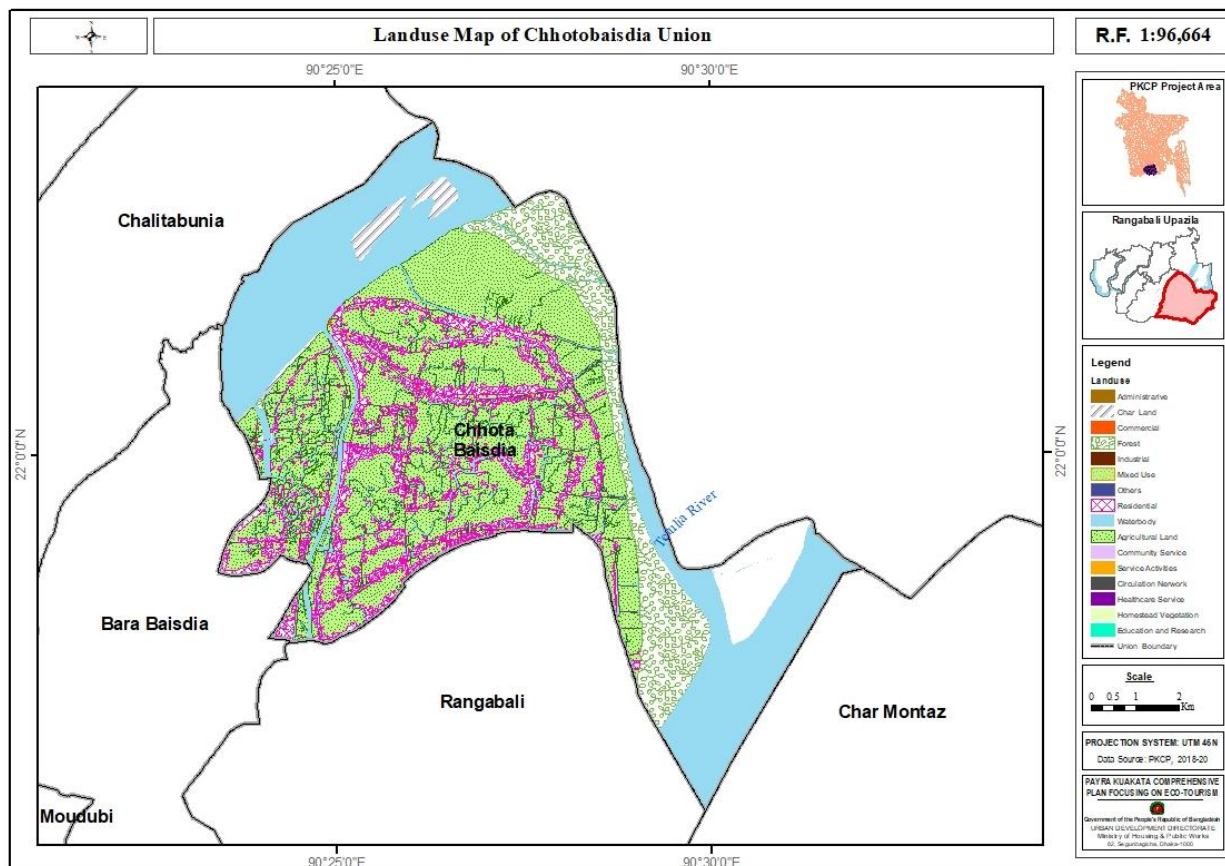 Landuse Map of Chhotobaisdia Union
R.F. 1:96,664
90°25'0"E
90°30'0"E
22°0'0"N
22°0'0"N
90°25'0"E
90°30'0"E
Chalitabunia
Chhota
Baisdia
Tetulia River
Bara Baisdia
Rangabali
Char Montaz
Moudubi
PKCP Project Area
Rangabali Upazila
Legend
Landuse
Administrative
Char Land
Commercial
Forest
Industrial
Mixed Use
Others
Residential
Waterbody
Agricultural Land
Community Service
Service Activities
Circulation Nerwork
Healthcare Service
Homestead Vegetation
Education and Research
Union Boundary
Scale
0 0.5 1 2
Km
PROJECTION SYSTEM: UTM 46N
Data Source: PKCP, 2018-20
PAYRA KUAKATA COMPREHENSIVE
PLAN FOCUSING ON ECO-TOURISM
Government of the People's Republic of Bangladesh
URBAN DEVELOPMENT DIRECTORATE
Ministry of Housing & Public Works
82, Segunbagicha, Dhaka-1000